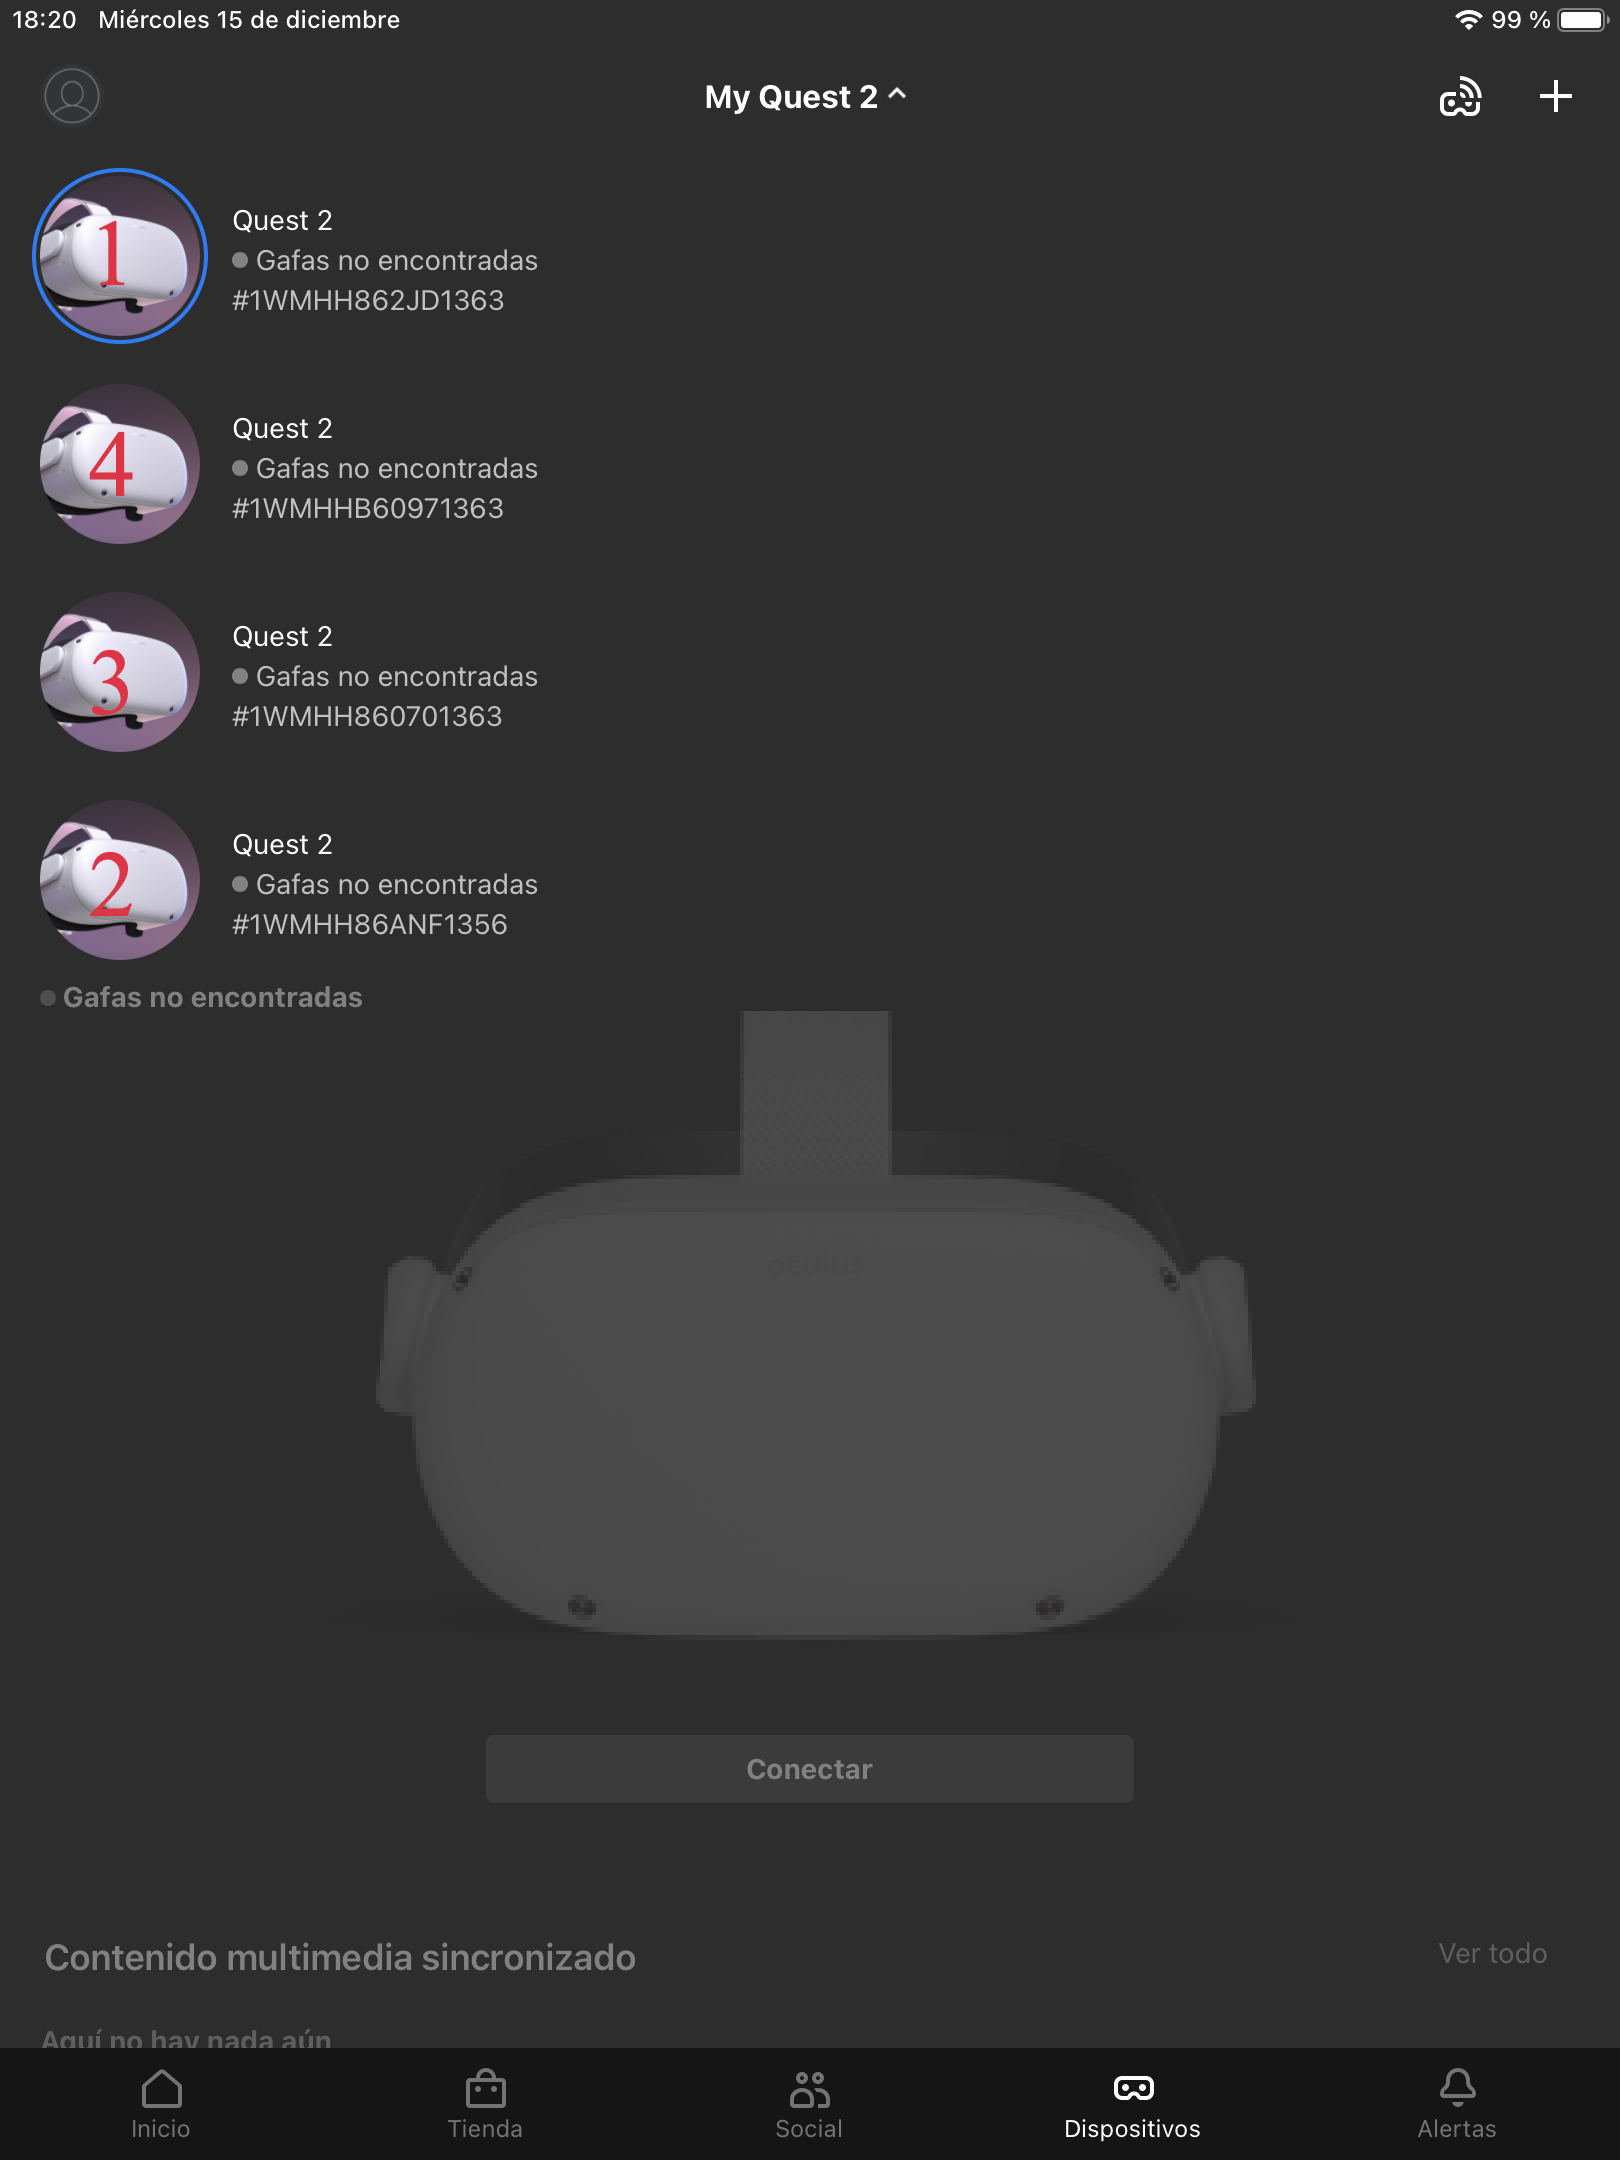 18:20 Miércoles 15 de diciembre 99 %
My Quest 2
1
Quest 2
Gafas no encontradas
#1WMHH862JD1363
4
Quest 2
Gafas no encontradas
#1WMHHB60971363
3
Quest 2
Gafas no encontradas
#1WMHH860701363
2
Quest 2
Gafas no encontradas
#1WMHH86ANF1356
Gafas no encontradas
oculus
Conectar
Contenido multimedia sincronizado Ver todo
Aquí no hay nada aún
Inicio Tienda Social Dispositivos Alertas